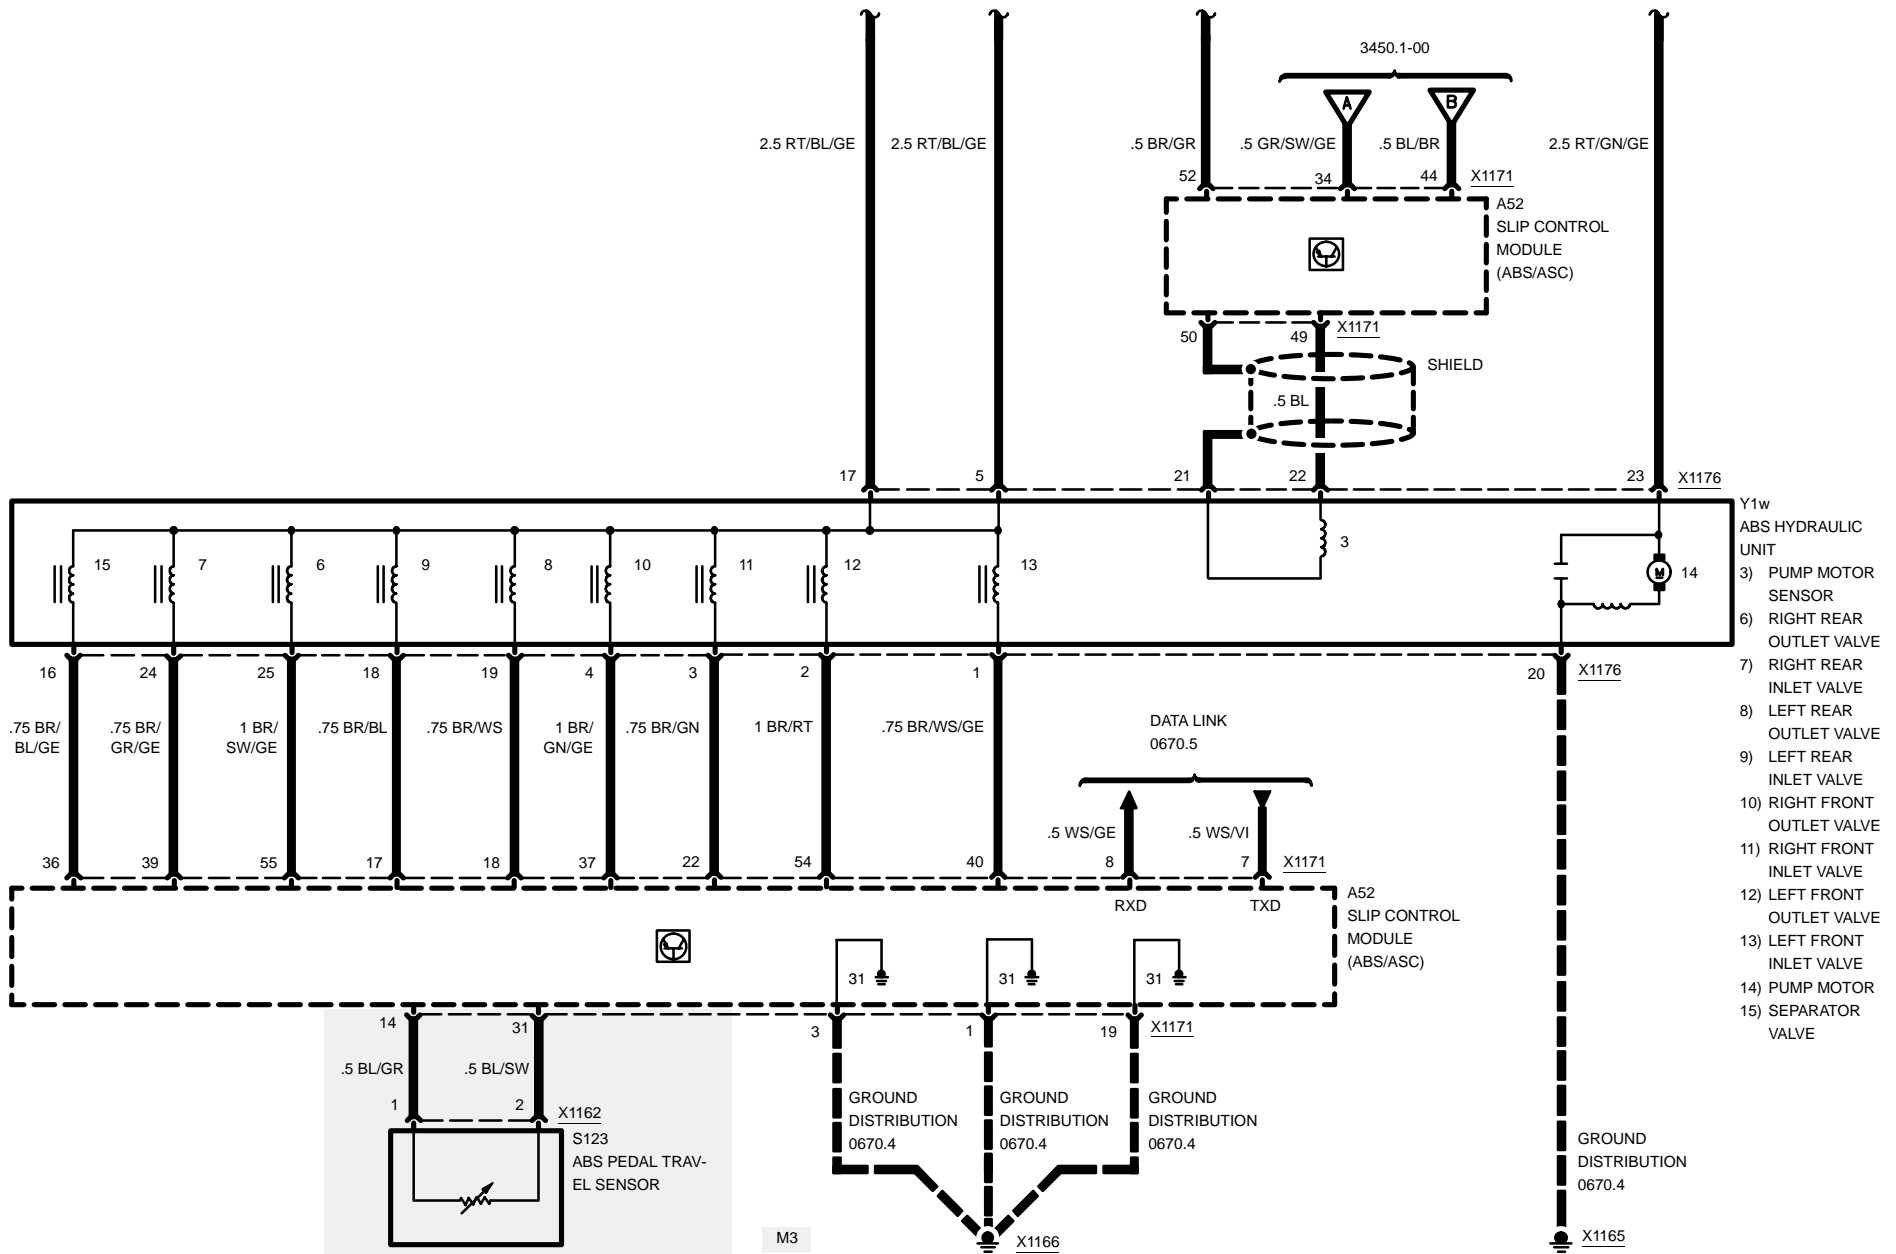 3450.1-00
A
B
2.5 RT/BL/GE
2.5 RT/BL/GE
.5 BR/GR
.5 GR/SW/GE
.5 BL/BR
2.5 RT/GN/GE
52
34
44
X1171
A52
SLIP CONTROL
MODULE
(ABS/ASC)
50
49
X1171
SHIELD
.5 BL
17
5
21
22
23
X1176
15
7
6
9
8
10
11
12
13
3
M
14
Y1w
ABS HYDRAULIC
UNIT
3) PUMP MOTOR
SENSOR
6) RIGHT REAR
OUTLET VALVE
7) RIGHT REAR
INLET VALVE
8) LEFT REAR
OUTLET VALVE
9) LEFT REAR
INLET VALVE
10) RIGHT FRONT
OUTLET VALVE
11) RIGHT FRONT
INLET VALVE
12) LEFT FRONT
OUTLET VALVE
13) LEFT FRONT
INLET VALVE
14) PUMP MOTOR
15) SEPARATOR
VALVE
16
24
25
18
19
4
3
2
1
20
X1176
.75 BR/
BL/GE
.75 BR/
GR/GE
1 BR/
SW/GE
.75 BR/BL
.75 BR/WS
1 BR/
GN/GE
.75 BR/GN
1 BR/RT
.75 BR/WS/GE
DATA LINK
0670.5
.5 WS/GE
.5 WS/VI
36
39
55
17
18
37
22
54
40
8
7
X1171
RXD
TXD
A52
SLIP CONTROL
MODULE
(ABS/ASC)
31
31
31
14
31
3
1
19
X1171
.5 BL/GR
.5 BL/SW
1
2
X1162
S123
ABS PEDAL TRAV-
EL SENSOR
GROUND
DISTRIBUTION
0670.4
GROUND
DISTRIBUTION
0670.4
GROUND
DISTRIBUTION
0670.4
GROUND
DISTRIBUTION
0670.4
M3
X1166
X1165